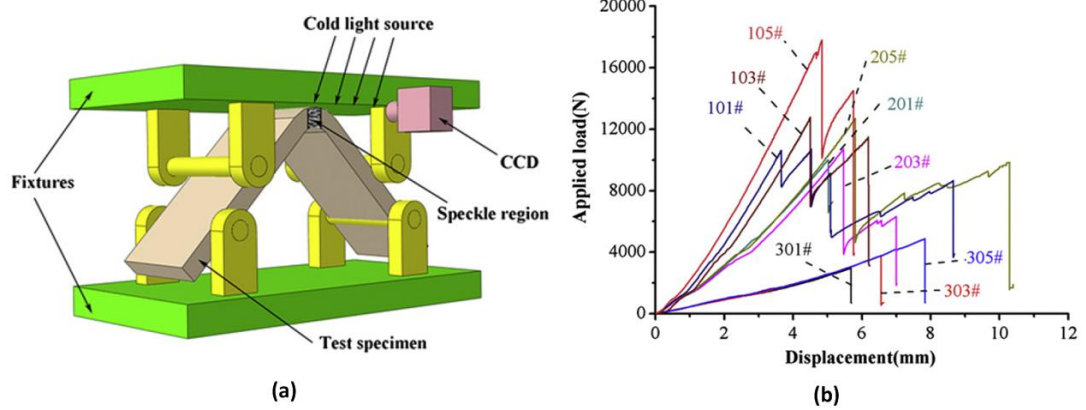 Cold light source
CCD
Fixtures
Speckle region
Test specimen
(a)
20000
16000
12000
8000
4000
0
Applied load(N)
105#
205#
103#
201#
101#
203#
301#
305#
303#
0
2
4
6
8
10
12
Displacement(mm)
(b)